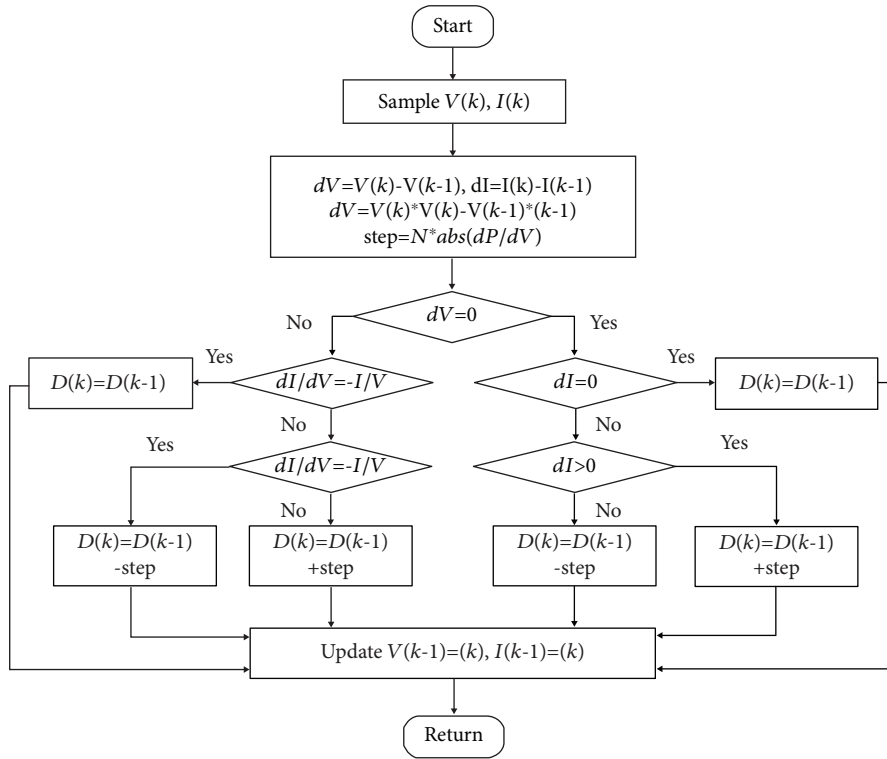 Start
Sample V(k), I(k)
dV=V(k)-V(k-1), dI=I(k)-I(k-1)
dV=V(k)*V(k)-V(k-1)*(k-1)
step=N*abs(dP/dV)
dV=0
No
Yes
Yes
Yes
D(k)=D(k-1)
dI/dV=-I/V
dI=0
D(k)=D(k-1)
No
No
Yes
Yes
dI/dV=-I/V
dI>0
No
No
D(k)=D(k-1)
-step
D(k)=D(k-1)
+step
D(k)=D(k-1)
-step
D(k)=D(k-1)
+step
Update V(k-1)=(k), I(k-1)=(k)
Return